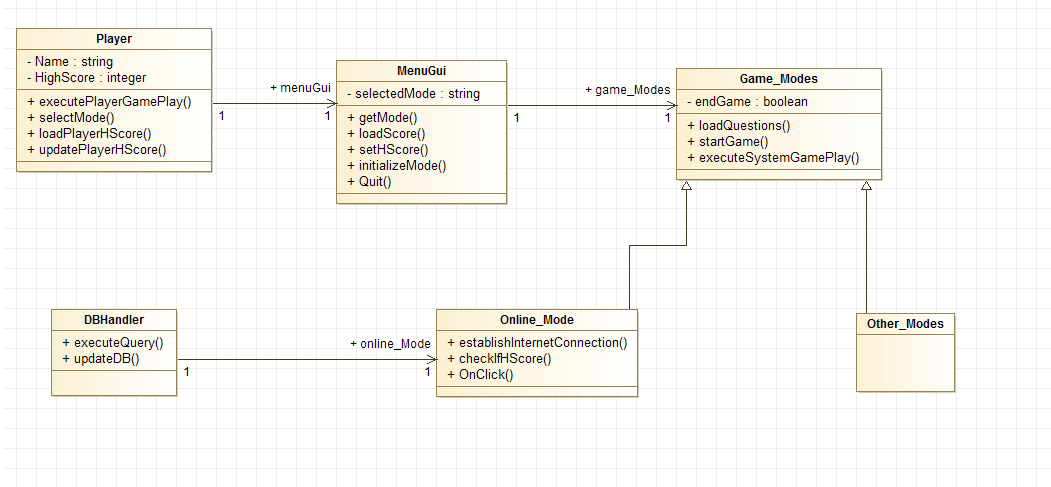 Player
- Name : string
- HighScore : integer
+ executePlayerGamePlay()
+ selectMode()
+ loadPlayerHScore()
+ updatePlayerHScore()
+ menuGui
1
1
MenuGui
- selectedMode : string
+ getMode()
+ loadScore()
+ setHScore()
+ initializeMode()
+ Quit()
+ game_Modes
1
1
Game_Modes
- endGame : boolean
+ loadQuestions()
+ startGame()
+ executeSystemGamePlay()
DBHandler
+ executeQuery()
+ updateDB()
+ online_Mode
1
1
Online_Mode
+ establishInternetConnection()
+ checkIfHScore()
+ OnClick()
Other_Modes